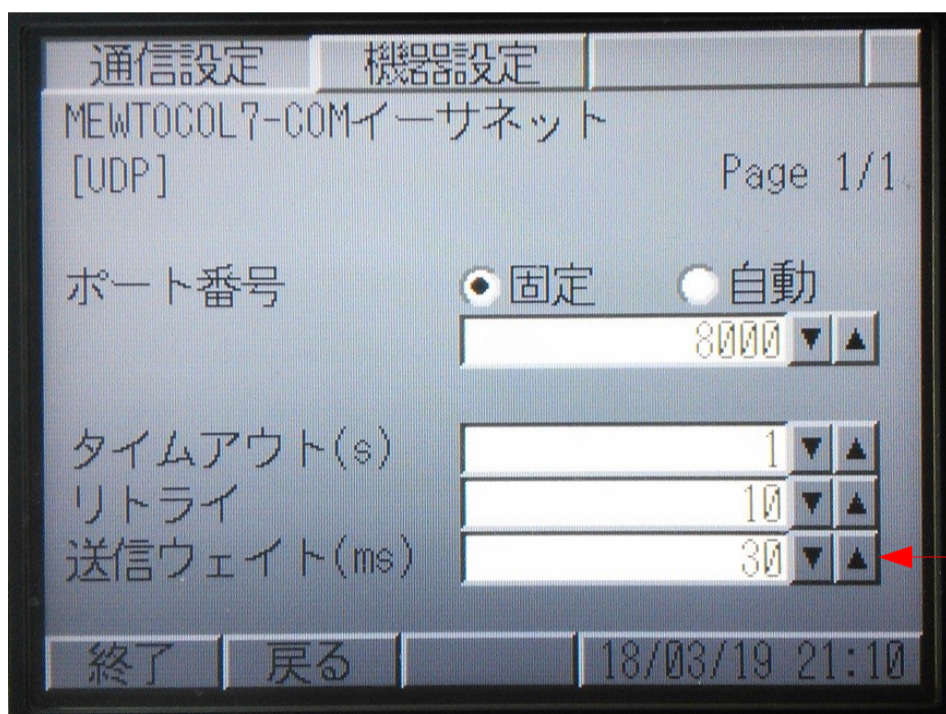 通信設定 機器設定
MEWTOCOL7-COMイーサネット
[UDP] Page 1/1
ポート番号 固定 自動
8000 ▼ ▲
タイムアウト(s) 1 ▼ ▲
リトライ 10 ▼ ▲
送信ウェイト(ms) 30 ▼ ▲
終了 戻る 18/03/19 21:10